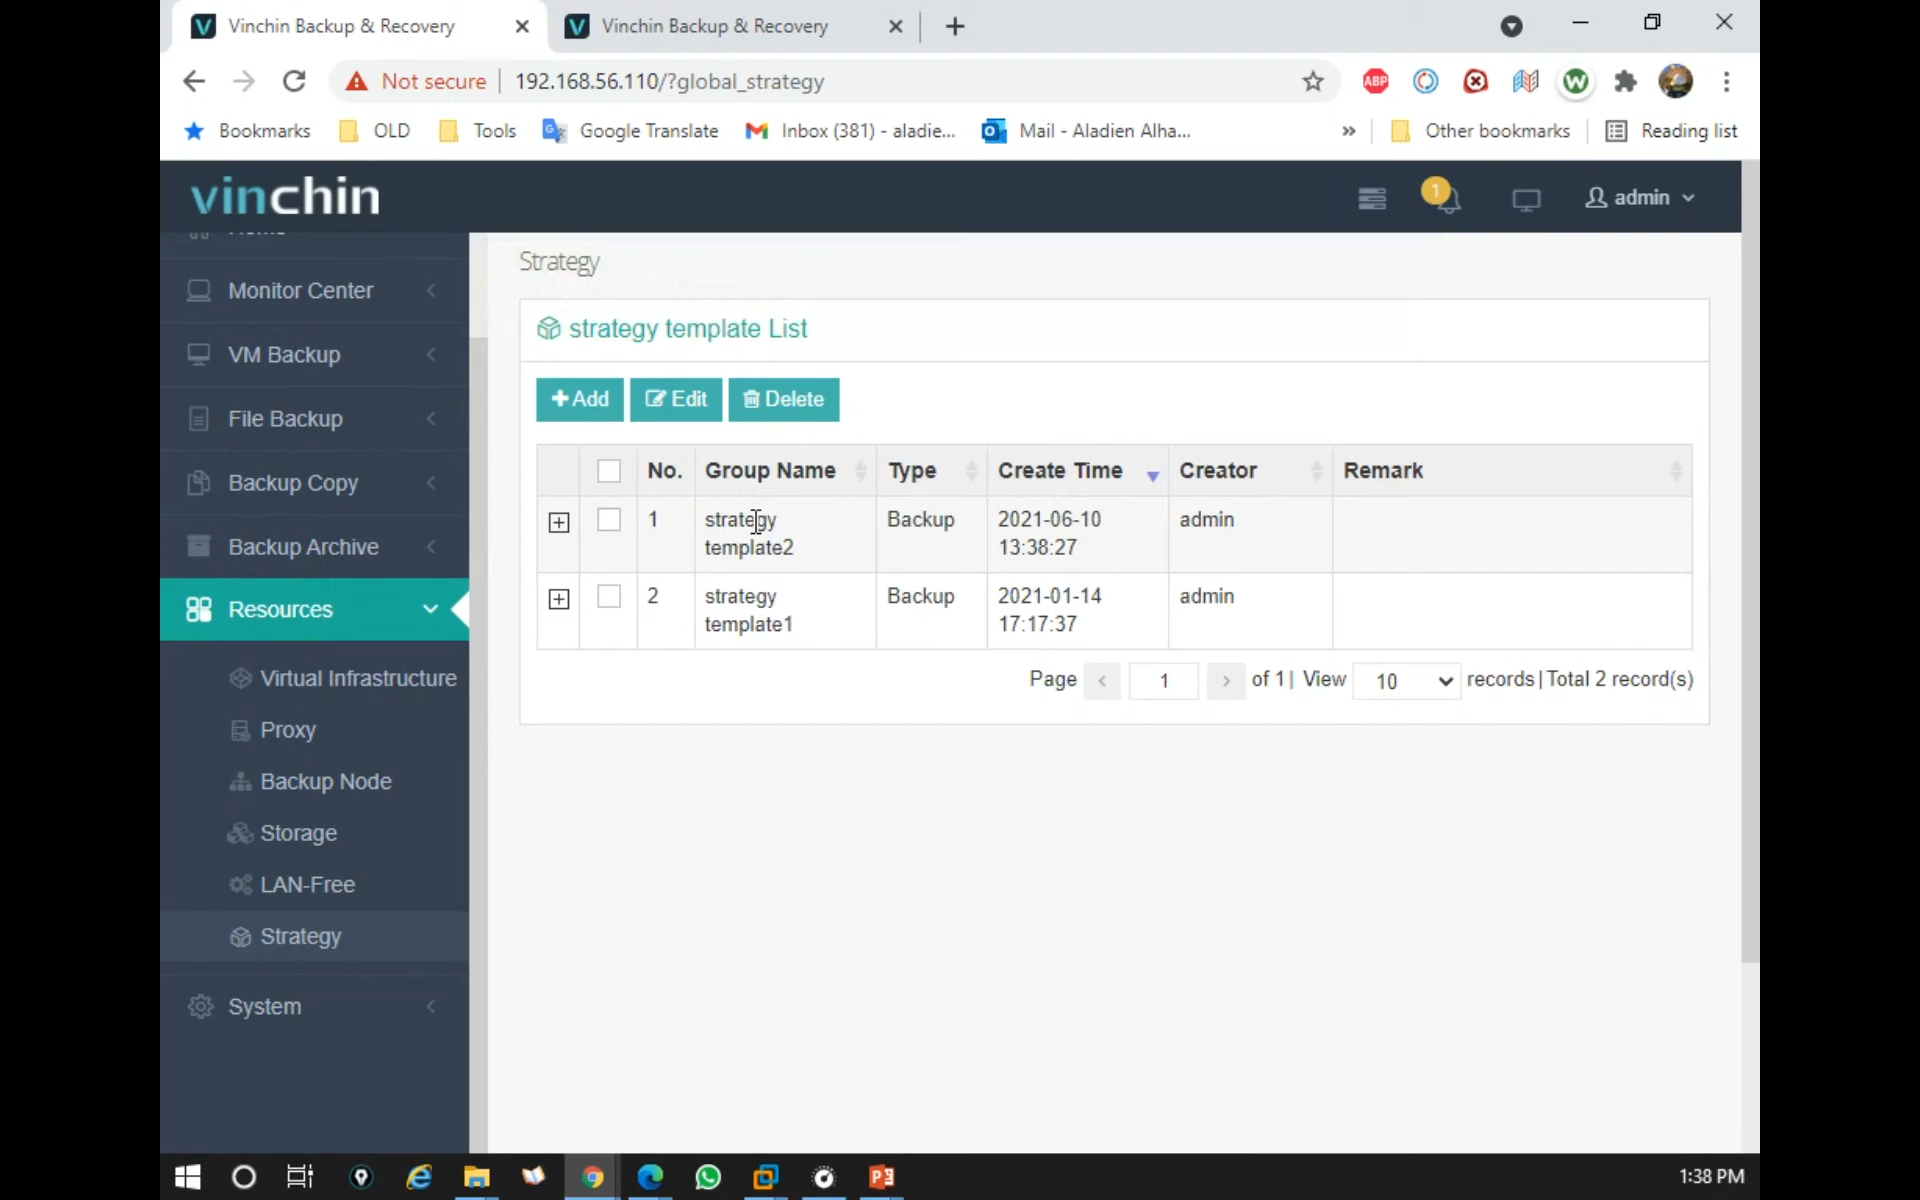 Vinchin Backup & Recovery
Vinchin Backup & Recovery
Not secure
192.168.56.110/?global_strategy
ABP
W
Bookmarks
OLD
Tools
Google Translate
Inbox (381) - aladie...
Mail - Aladien Alha...
»
Other bookmarks
Reading list
vinchin
1
admin
Monitor Center
VM Backup
File Backup
Backup Copy
Backup Archive
Resources
Virtual Infrastructure
Proxy
Backup Node
Storage
LAN-Free
Strategy
System
Strategy
strategy template List
Add
Edit
Delete
No. Group Name Type Create Time Creator Remark
1 strategy template2 Backup 2021-06-10 13:38:27 admin
2 strategy template1 Backup 2021-01-14 17:17:37 admin
Page < 1 > of 1 | View 10 records | Total 2 record(s)
1:38 PM